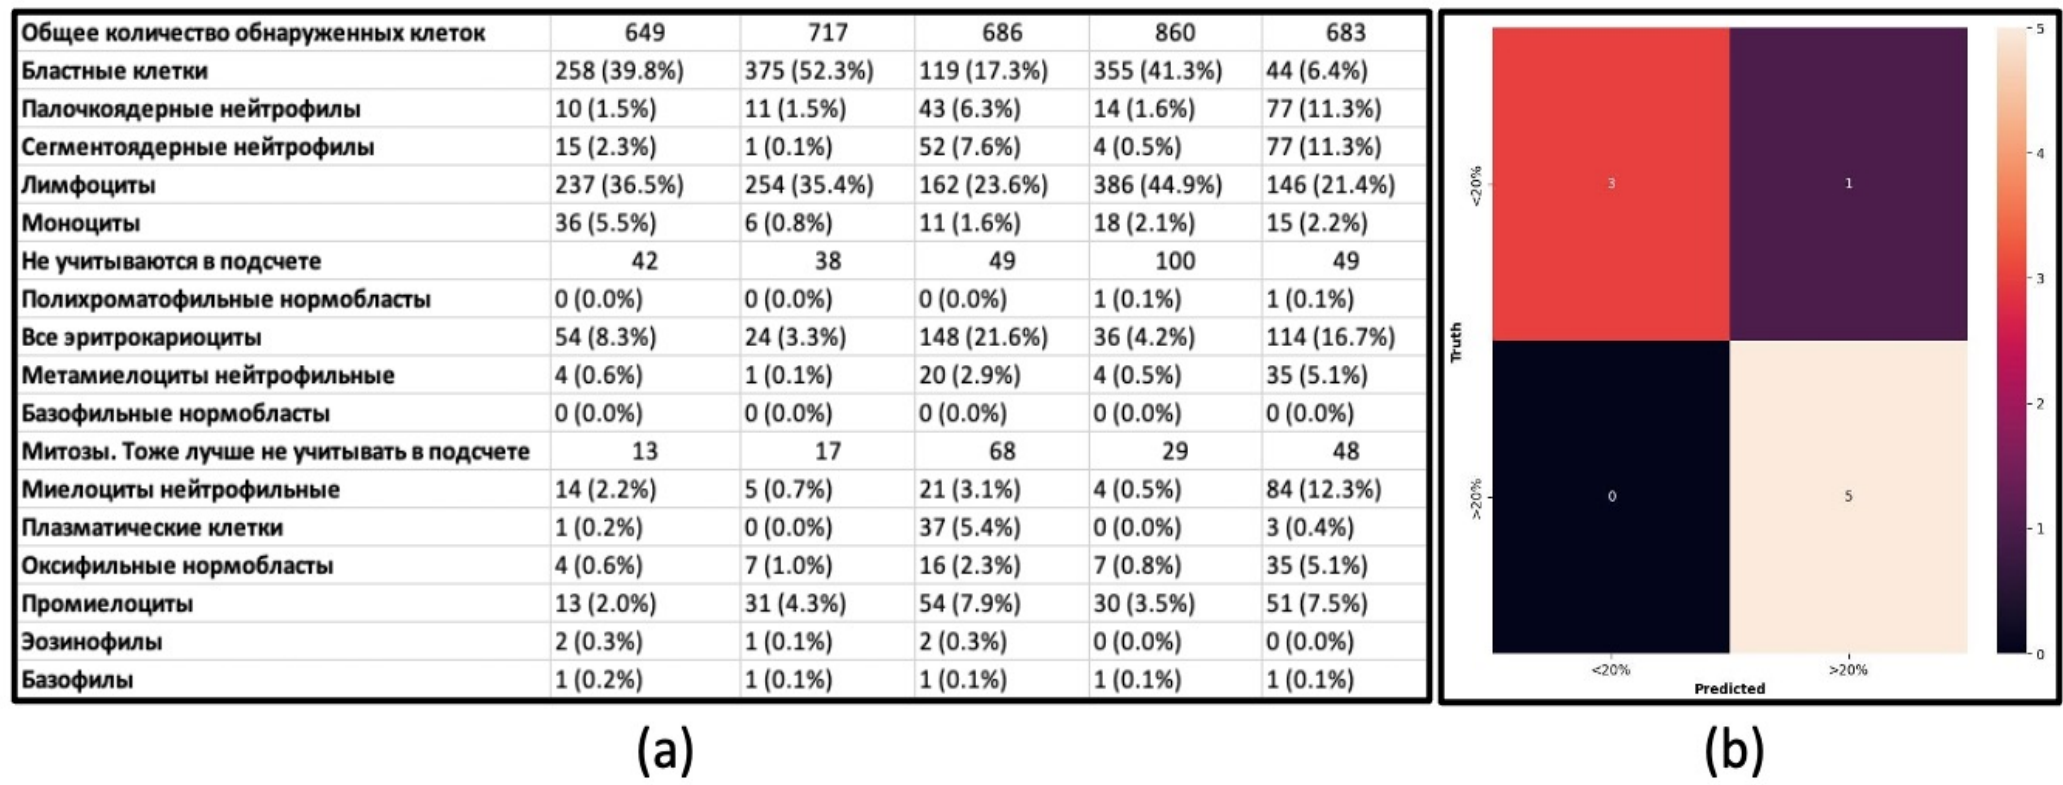 Общее количество обнаруженных клеток 649 717 686 860 683
Бластные клетки 258 (39.8%) 375 (52.3%) 119 (17.3%) 355 (41.3%) 44 (6.4%)
Палочкоядерные нейтрофилы 10 (1.5%) 11 (1.5%) 43 (6.3%) 14 (1.6%) 77 (11.3%)
Сегментоядерные нейтрофилы 15 (2.3%) 1 (0.1%) 52 (7.6%) 4 (0.5%) 77 (11.3%)
Лимфоциты 237 (36.5%) 254 (35.4%) 162 (23.6%) 386 (44.9%) 146 (21.4%)
Моноциты 36 (5.5%) 6 (0.8%) 11 (1.6%) 18 (2.1%) 15 (2.2%)
Не учитываются в подсчете 42 38 49 100 49
Полихроматофильные нормобласты 0 (0.0%) 0 (0.0%) 0 (0.0%) 1 (0.1%) 1 (0.1%)
Все эритрокариоциты 54 (8.3%) 24 (3.3%) 148 (21.6%) 36 (4.2%) 114 (16.7%)
Метамиелоциты нейтрофильные 4 (0.6%) 1 (0.1%) 20 (2.9%) 4 (0.5%) 35 (5.1%)
Базофильные нормобласты 0 (0.0%) 0 (0.0%) 0 (0.0%) 0 (0.0%) 0 (0.0%)
Митозы. Тоже лучше не учитывать в подсчете 13 17 68 29 48
Миелоциты нейтрофильные 14 (2.2%) 5 (0.7%) 21 (3.1%) 4 (0.5%) 84 (12.3%)
Плазматические клетки 1 (0.2%) 0 (0.0%) 37 (5.4%) 0 (0.0%) 3 (0.4%)
Оксифильные нормобласты 4 (0.6%) 7 (1.0%) 16 (2.3%) 7 (0.8%) 35 (5.1%)
Промиелоциты 13 (2.0%) 31 (4.3%) 54 (7.9%) 30 (3.5%) 51 (7.5%)
Эозинофилы 2 (0.3%) 1 (0.1%) 2 (0.3%) 0 (0.0%) 0 (0.0%)
Базофилы 1 (0.2%) 1 (0.1%) 1 (0.1%) 1 (0.1%) 1 (0.1%)
(a)
Truth
<20% 3 1
>20% 0 5
<20% >20%
Predicted
5
4
3
2
1
0
(b)